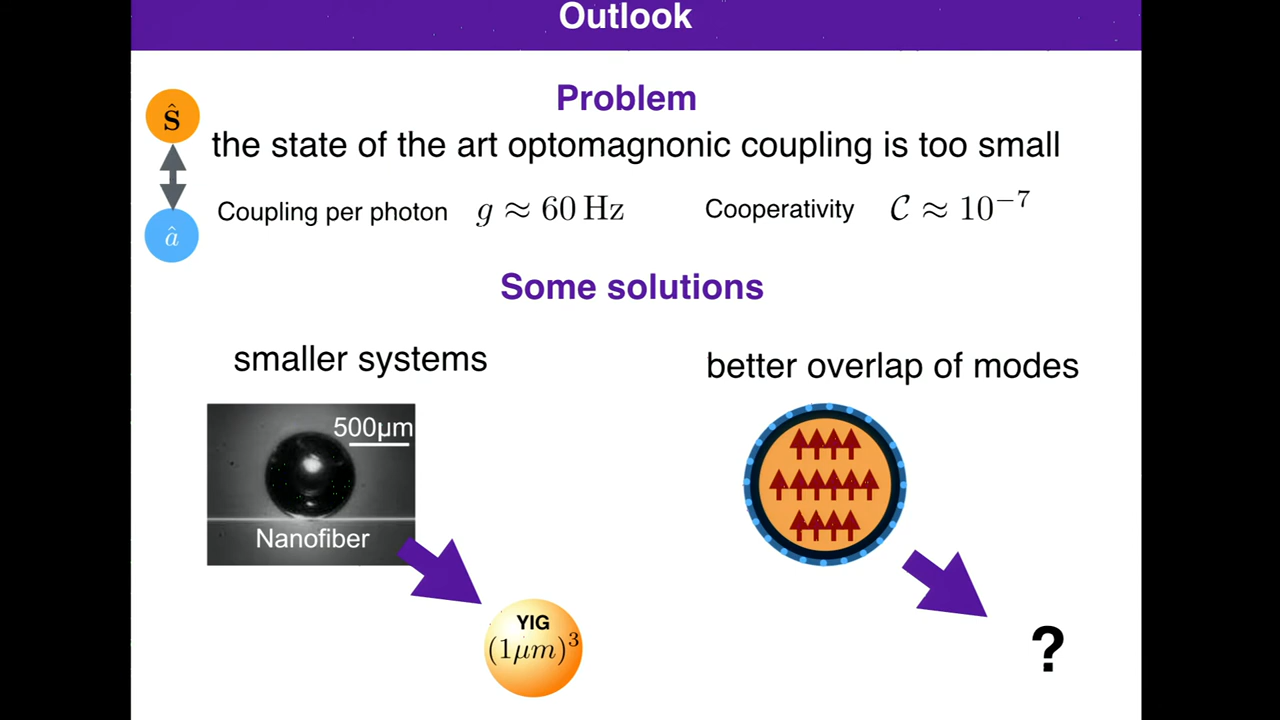 Outlook
Problem
Ŝ
the state of the art optomagnonic coupling is too small
Coupling per photon g ≈ 60 Hz Cooperativity 𝒞 ≈ 10⁻⁷
â
Some solutions
smaller systems
better overlap of modes
500µm
Nanofiber
YIG
(1µm)³
?